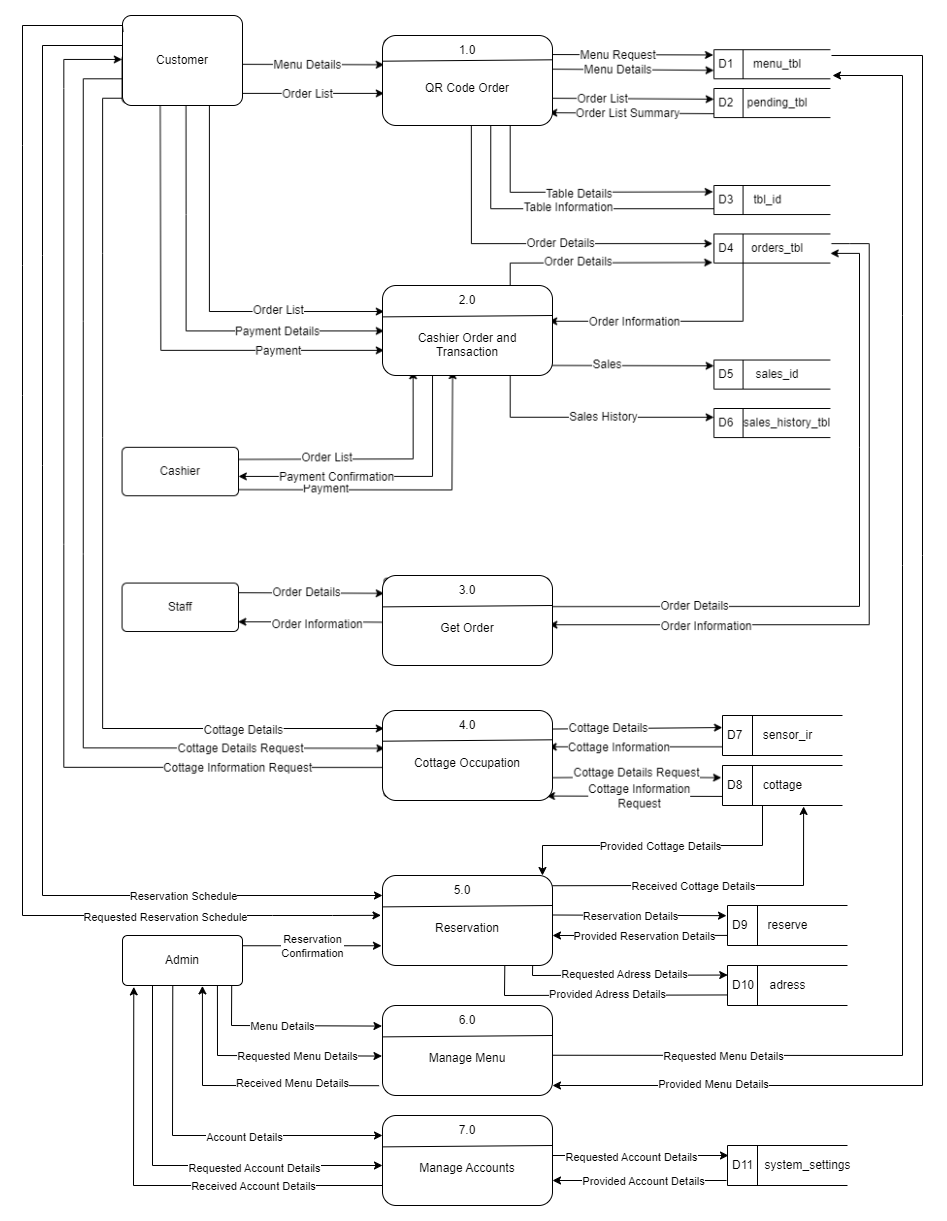 Customer
1.0
QR Code Order
Menu Details
Order List
Menu Request
Menu Details
D1
menu_tbl
Order List
Order List Summary
D2
pending_tbl
Table Details
Table Information
D3
tbl_id
Order Details
D4
orders_tbl
Order Details
2.0
Cashier Order and
Transaction
Order List
Payment Details
Payment
Order Information
Sales
D5
sales_id
Sales History
D6
sales_history_tbl
Cashier
Order List
Payment Confirmation
Payment
Staff
Order Details
Order Information
3.0
Get Order
Order Details
Order Information
4.0
Cottage Occupation
Cottage Details
Cottage Details Request
Cottage Information Request
Cottage Details
Cottage Information
D7
sensor_ir
Cottage Details Request
Cottage Information
Request
D8
cottage
Provided Cottage Details
Received Cottage Details
5.0
Reservation
Reservation Schedule
Requested Reservation Schedule
Reservation Details
Provided Reservation Details
D9
reserve
Admin
Reservation
Confirmation
Requested Adress Details
Provided Adress Details
D10
adress
6.0
Manage Menu
Menu Details
Requested Menu Details
Received Menu Details
Requested Menu Details
Provided Menu Details
7.0
Manage Accounts
Account Details
Requested Account Details
Received Account Details
Requested Account Details
Provided Account Details
D11
system_settings